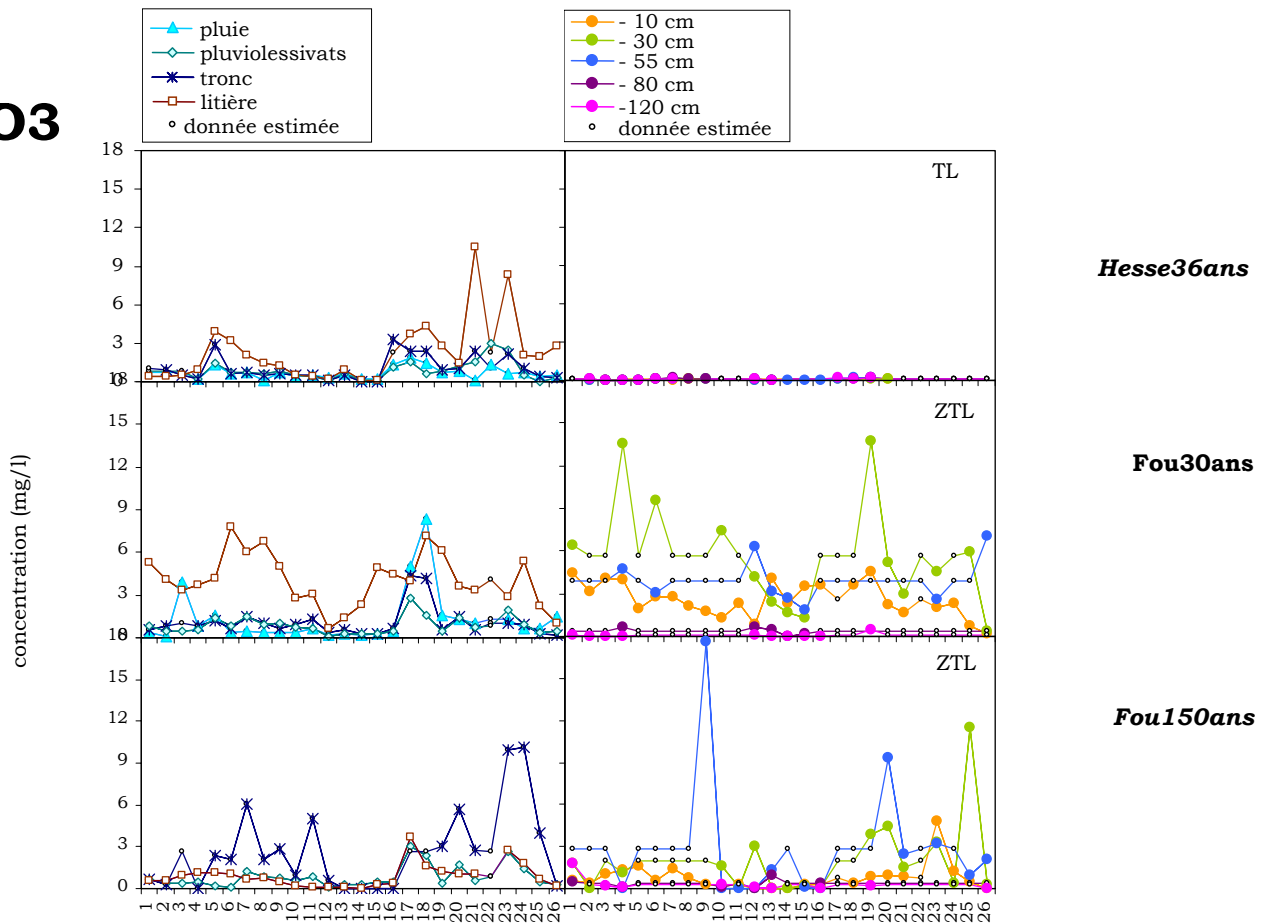 O3
pluie
pluviolessivats
tronc
litière
donnée estimée
- 10 cm
- 30 cm
- 55 cm
- 80 cm
-120 cm
donnée estimée
concentration (mg/l)
18
15
12
9
6
3
TL
Hesse36ans
15
12
9
6
3
ZTL
Fou30ans
15
12
9
6
3
0
ZTL
Fou150ans
1 2 3 4 5 6 7 8 9 10 11 12 13 14 15 16 17 18 19 20 21 22 23 24 25 26
1 2 3 4 5 6 7 8 9 10 11 12 13 14 15 16 17 18 19 20 21 22 23 24 25 26